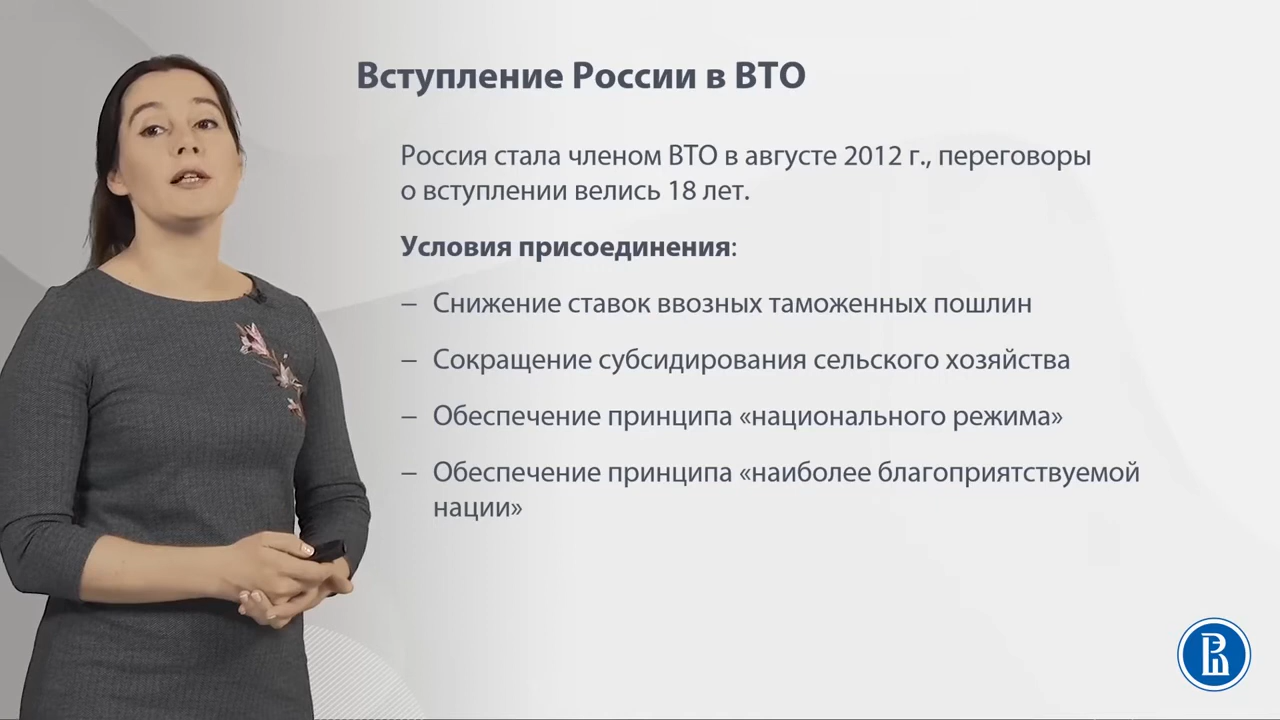 Вступление России в ВТО
Россия стала членом ВТО в августе 2012 г., переговоры
о вступлении велись 18 лет.
Условия присоединения:
– Снижение ставок ввозных таможенных пошлин
– Сокращение субсидирования сельского хозяйства
– Обеспечение принципа «национального режима»
– Обеспечение принципа «наиболее благоприятствуемой
нации»